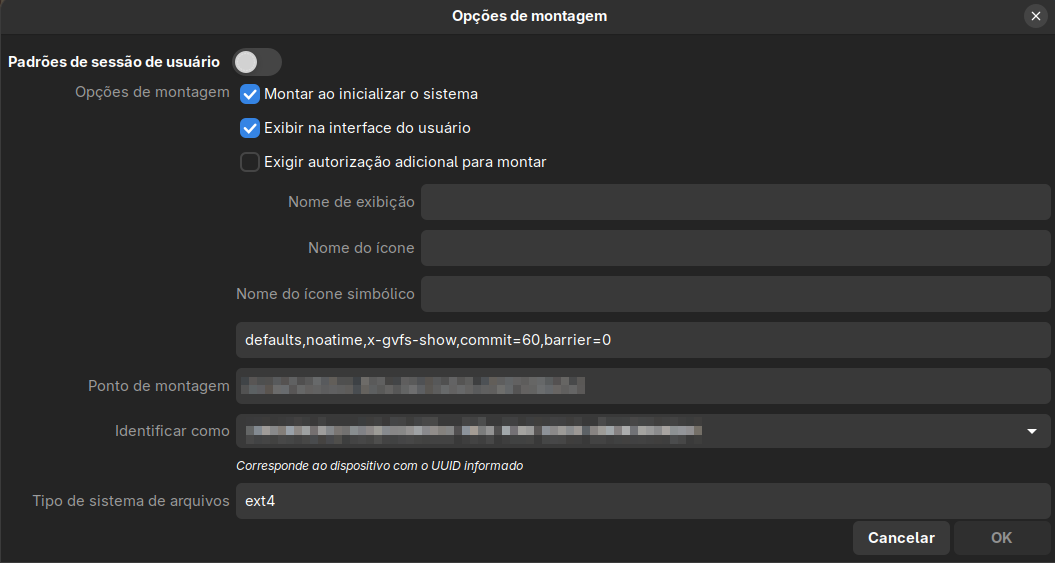 Opções de montagem
Padrões de sessão de usuário
Opções de montagem
Montar ao inicializar o sistema
Exibir na interface do usuário
Exigir autorização adicional para montar
Nome de exibição
Nome do ícone
Nome do ícone simbólico
defaults,noatime,x-gvfs-show,commit=60,barrier=0
Ponto de montagem
Identificar como
Corresponde ao dispositivo com o UUID informado
Tipo de sistema de arquivos ext4
Cancelar OK